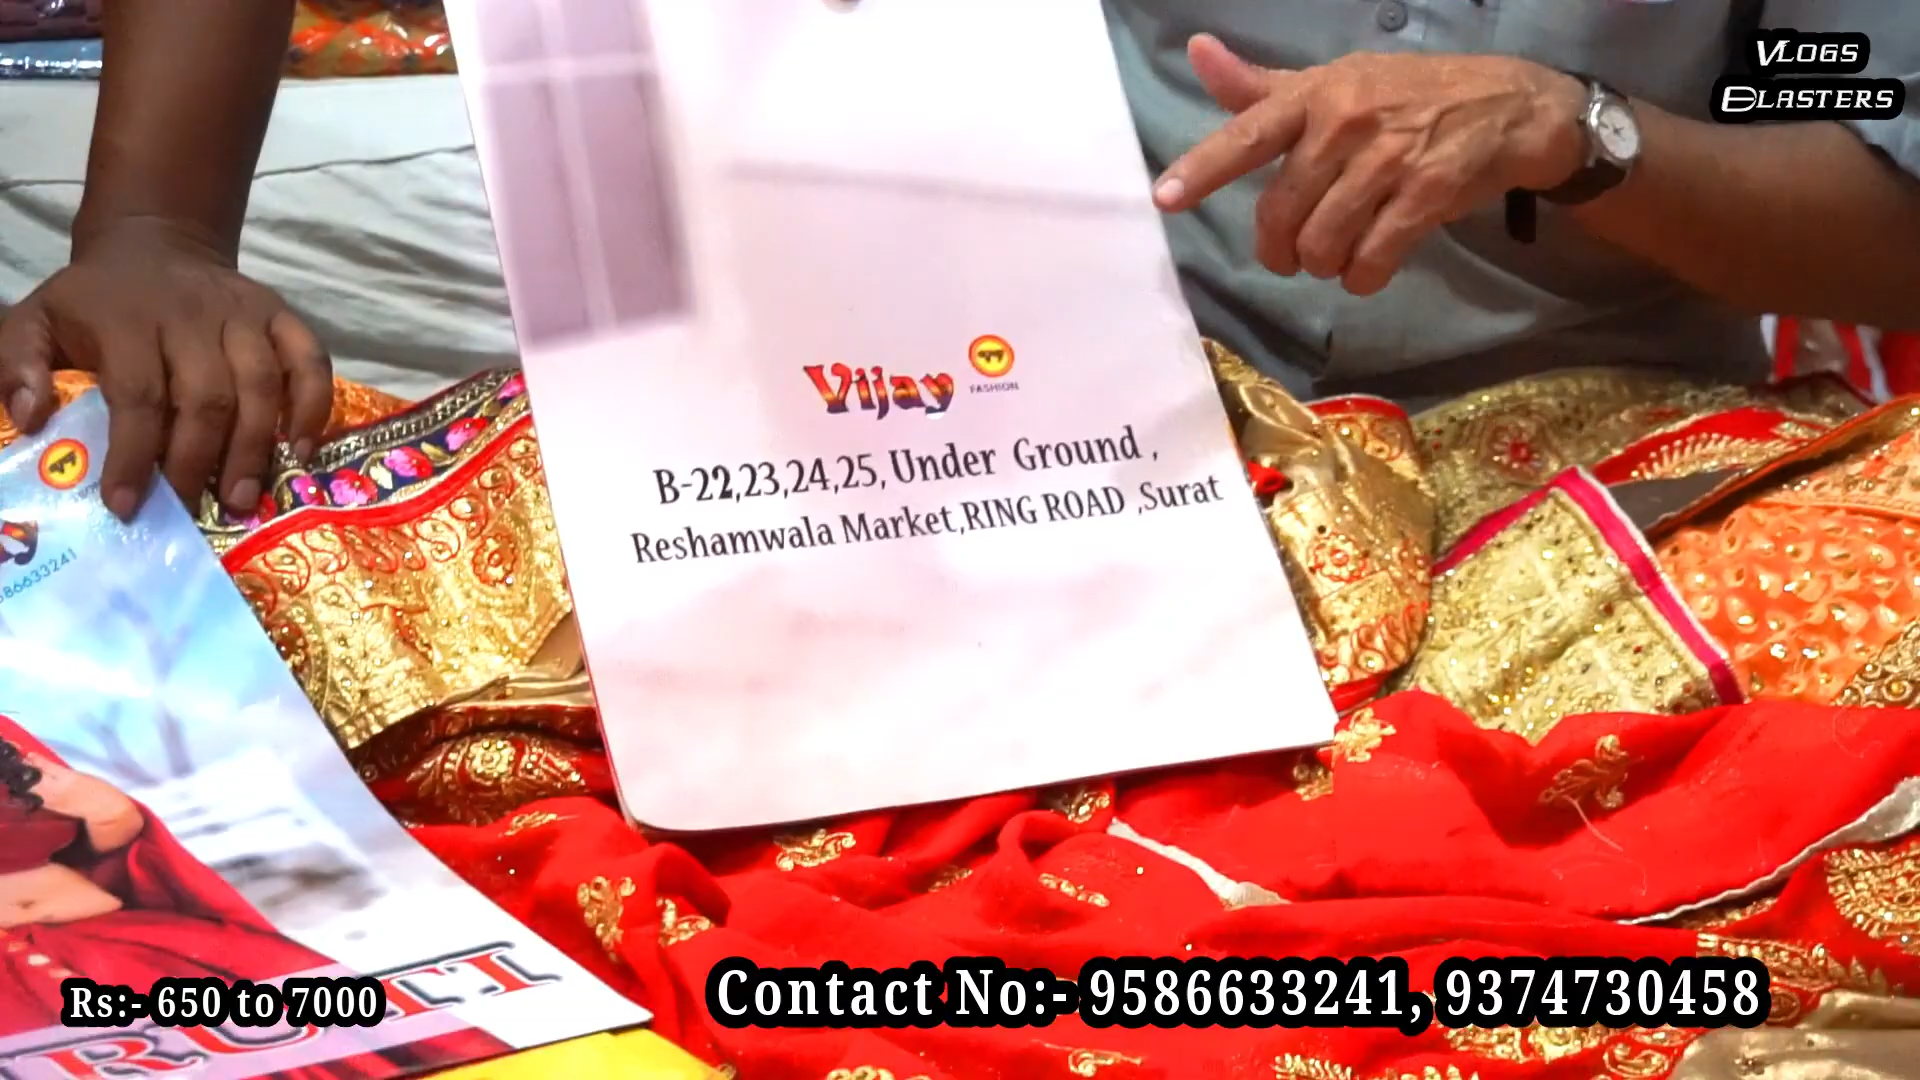 VLOGS
BLASTERS
Vijay
FASHION
B-22,23,24,25,Under Ground ,
Reshamwala Market,RING ROAD ,Surat
86633241
Rs:- 650 to 7000
Contact No:- 9586633241, 9374730458